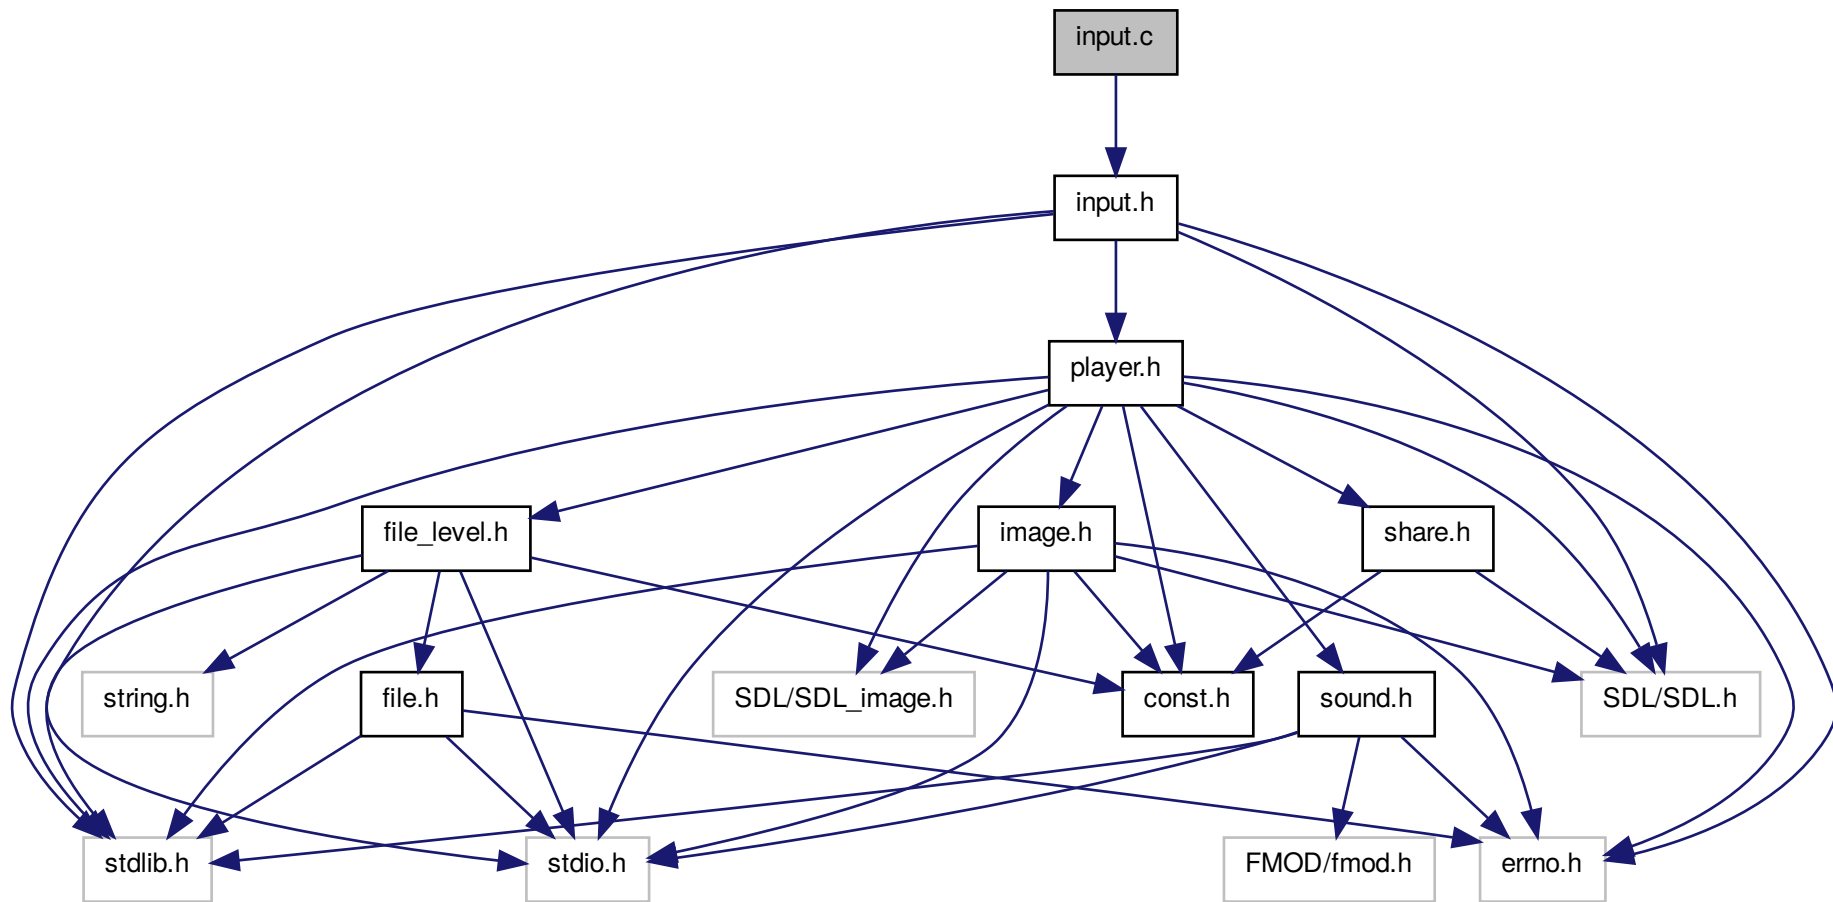 input.c
input.h
player.h
file_level.h
image.h
share.h
string.h
file.h
SDL/SDL_image.h
const.h
sound.h
SDL/SDL.h
stdlib.h
stdio.h
FMOD/fmod.h
errno.h